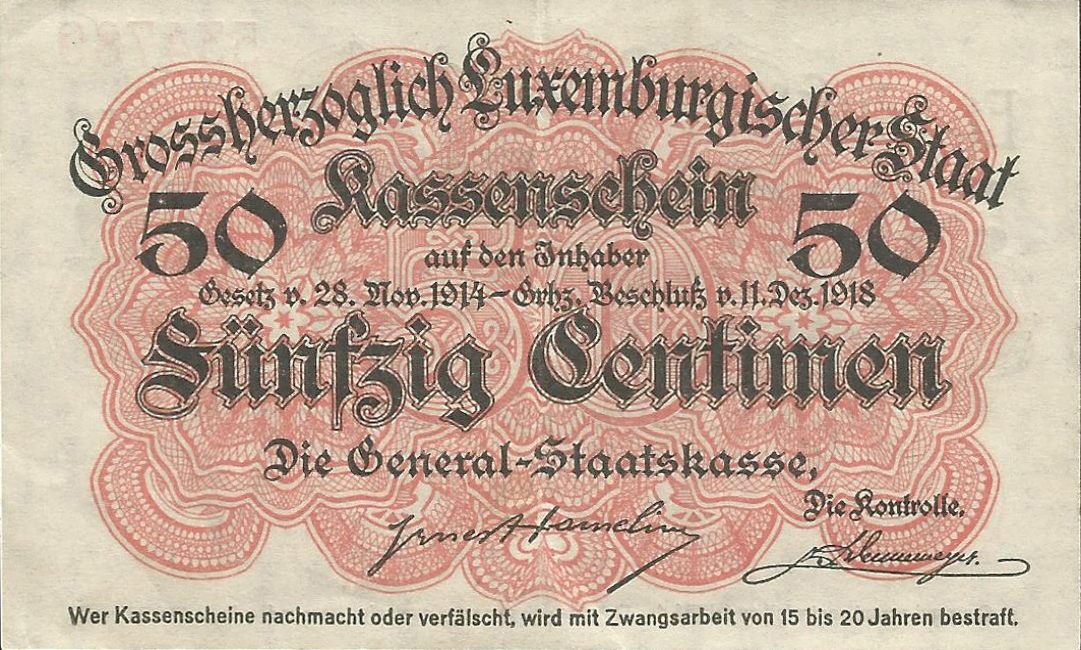 Grossherzoglich Luxemburgischer Staat
50 Kassenschein 50
auf den Inhaber
Gesetz v. 28. Nov. 1914 – Grhz. Beschluß v. 11. Dez. 1918
Fünfzig Centimen
Die General-Staatskasse,
Die Kontrolle.
Wer Kassenscheine nachmacht oder verfälscht, wird mit Zwangsarbeit von 15 bis 20 Jahren bestraft.